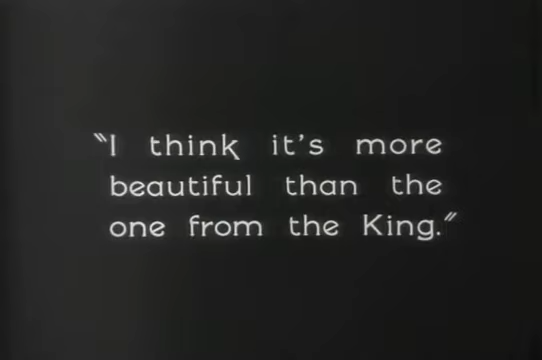 "I think it's more
beautiful than the
one from the King."